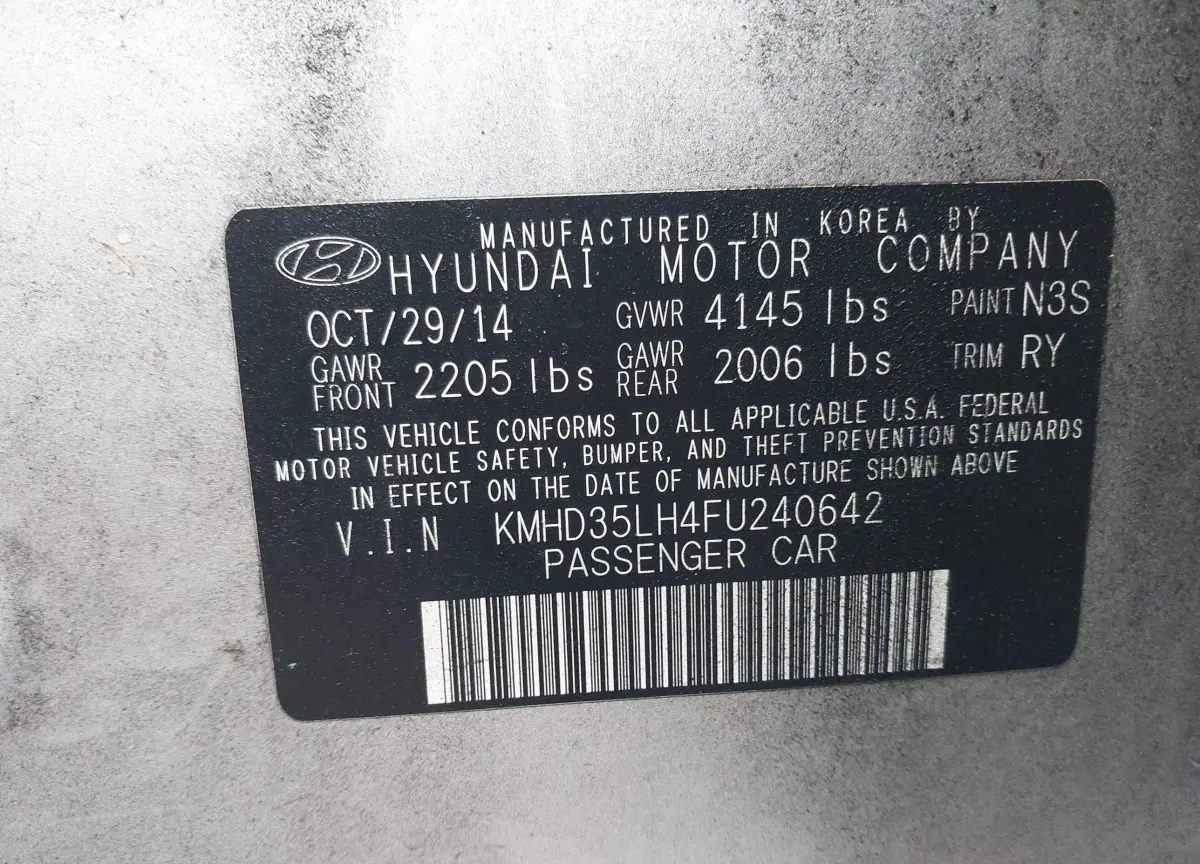 MANUFACTURED IN KOREA BY
HYUNDAI MOTOR COMPANY
OCT/29/14 GVWR 4145 lbs PAINT N3S
GAWR FRONT 2205 lbs GAWR REAR 2006 lbs TRIM RY
THIS VEHICLE CONFORMS TO ALL APPLICABLE U.S.A. FEDERAL
MOTOR VEHICLE SAFETY, BUMPER, AND THEFT PREVENTION STANDARDS
IN EFFECT ON THE DATE OF MANUFACTURE SHOWN ABOVE
V.I.N KMHD35LH4FU240642
PASSENGER CAR